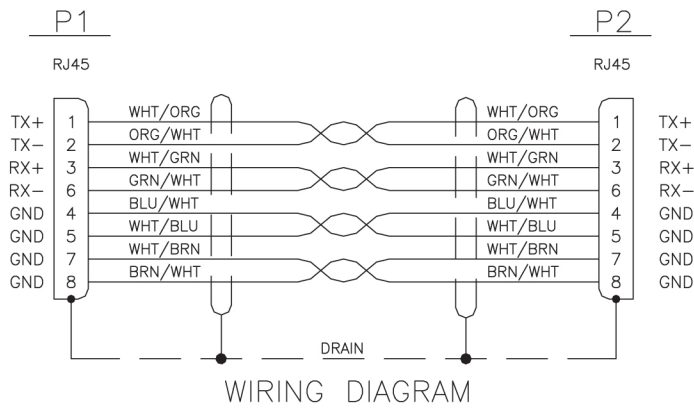 P1 P2
RJ45 RJ45
TX+ 1 WHT/ORG WHT/ORG 1 TX+
TX- 2 ORG/WHT ORG/WHT 2 TX-
RX+ 3 WHT/GRN WHT/GRN 3 RX+
RX- 6 GRN/WHT GRN/WHT 6 RX-
GND 4 BLU/WHT BLU/WHT 4 GND
GND 5 WHT/BLU WHT/BLU 5 GND
GND 7 WHT/BRN WHT/BRN 7 GND
GND 8 BRN/WHT BRN/WHT 8 GND
DRAIN
WIRING DIAGRAM